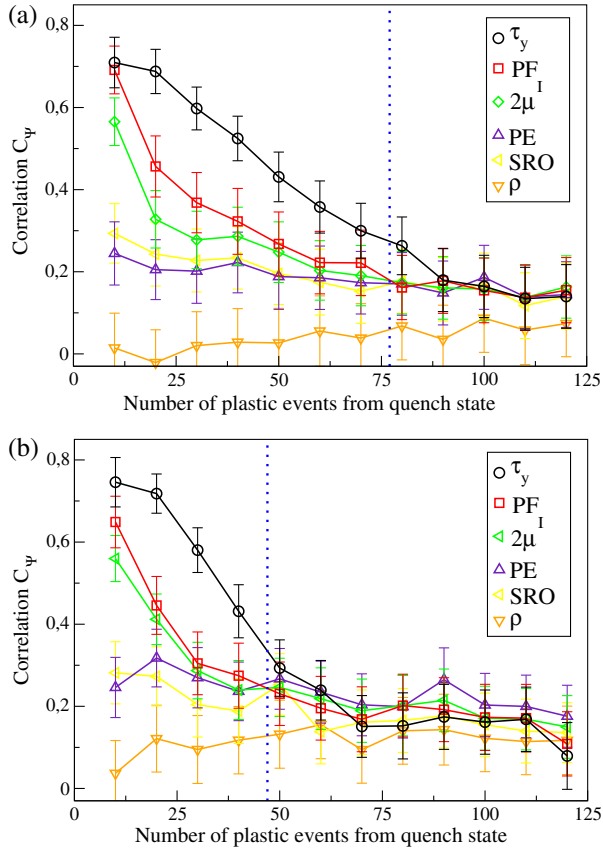 (a)
0,8
0,6
0,4
0,2
0
Correlation C_Ψ
τ_y
PF
2μ^I
PE
SRO
ρ
0 25 50 75 100 125
Number of plastic events from quench state
(b)
0,8
0,6
0,4
0,2
0
Correlation C_Ψ
τ_y
PF
2μ^I
PE
SRO
ρ
0 25 50 75 100 125
Number of plastic events from quench state